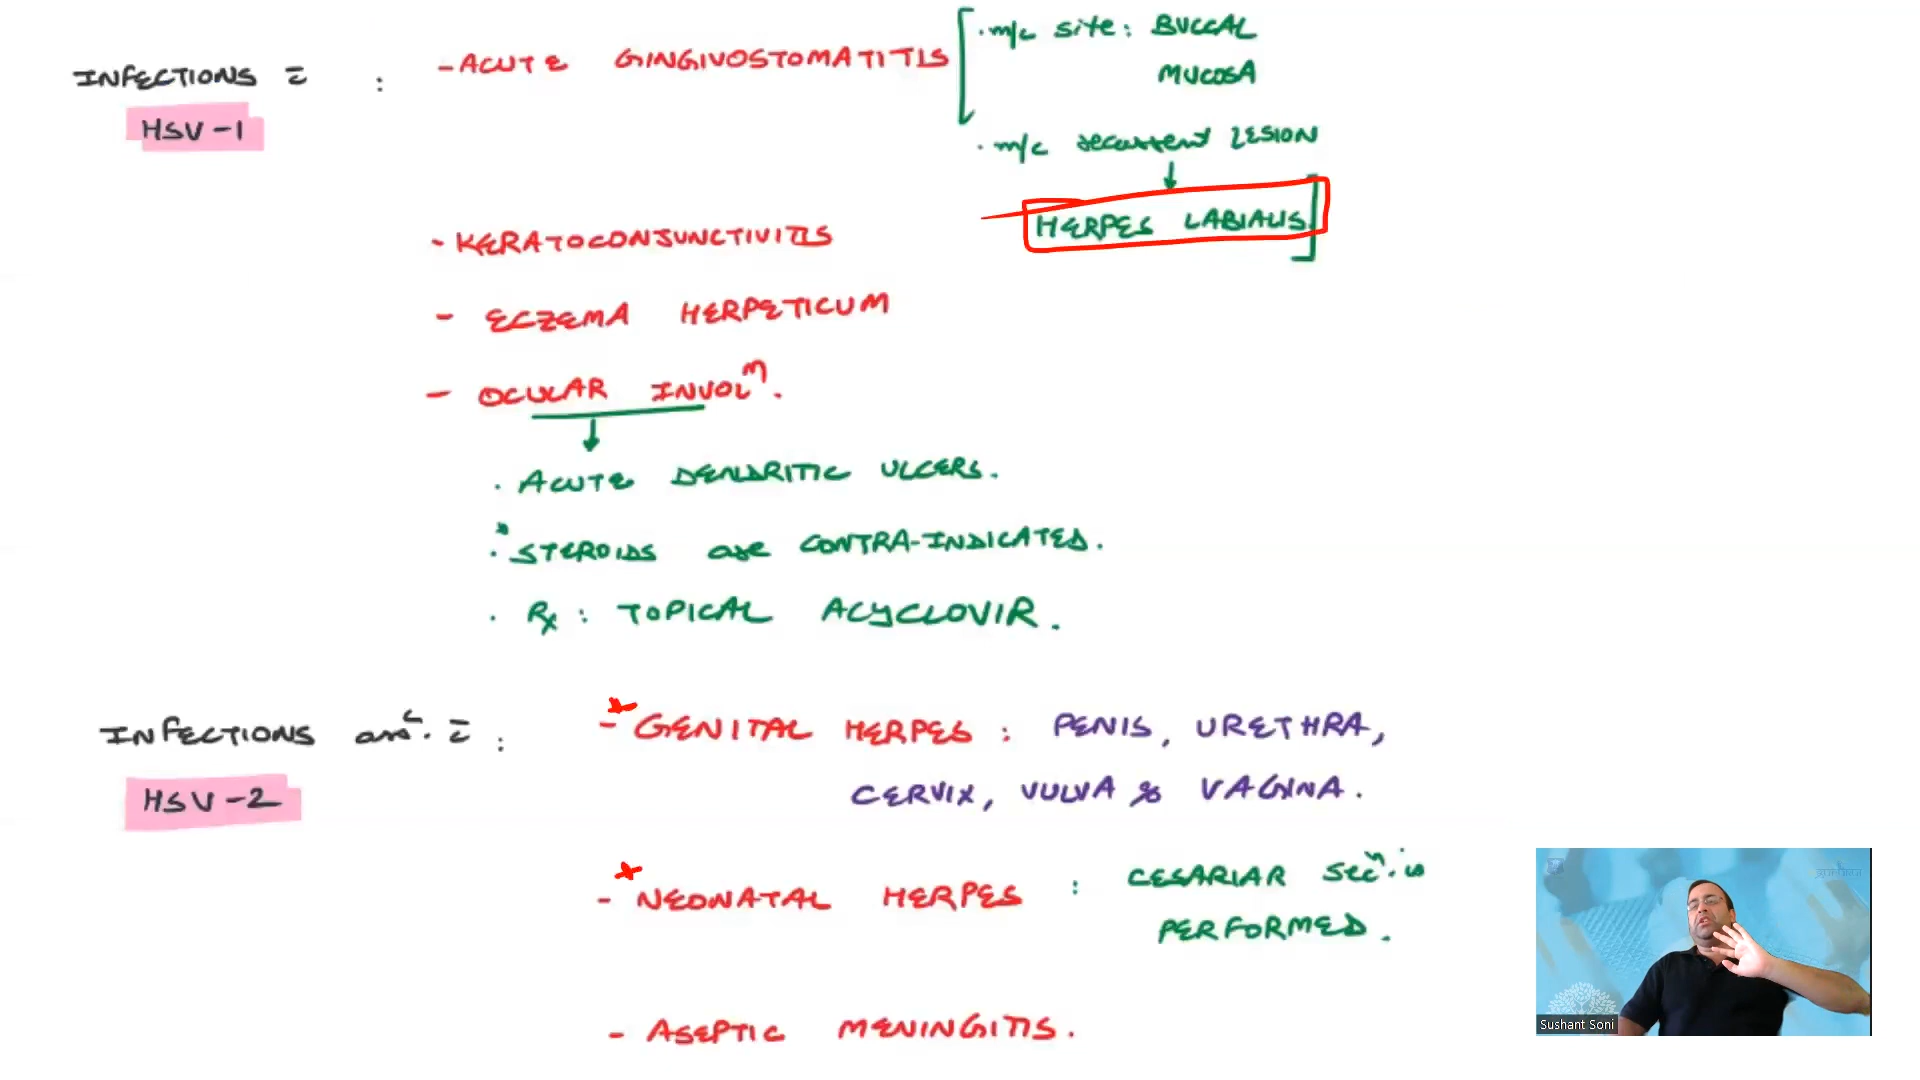 INFECTIONS c̄ : - ACUTE GINGIVOSTOMATITIS
HSV-1
· m/c site: BUCCAL
MUCOSA
· m/c recurrent LESION
↓
HERPES LABIALIS
- KERATOCONJUNCTIVITIS
- ECZEMA HERPETICUM
- OCULAR INVOLᵐ.
↓
· ACUTE DENDRITIC ULCERS.
· STEROIDS are CONTRA-INDICATED.
· Rx : TOPICAL ACYCLOVIR.
INFECTIONS assᶜ. c̄ : - GENITAL HERPES : PENIS, URETHRA,
HSV-2
CERVIX, VULVA & VAGINA.
- NEONATAL HERPES : CESARIAR Secⁿ. is
PERFORMED.
- ASEPTIC MENINGITIS.
Sushant Soni